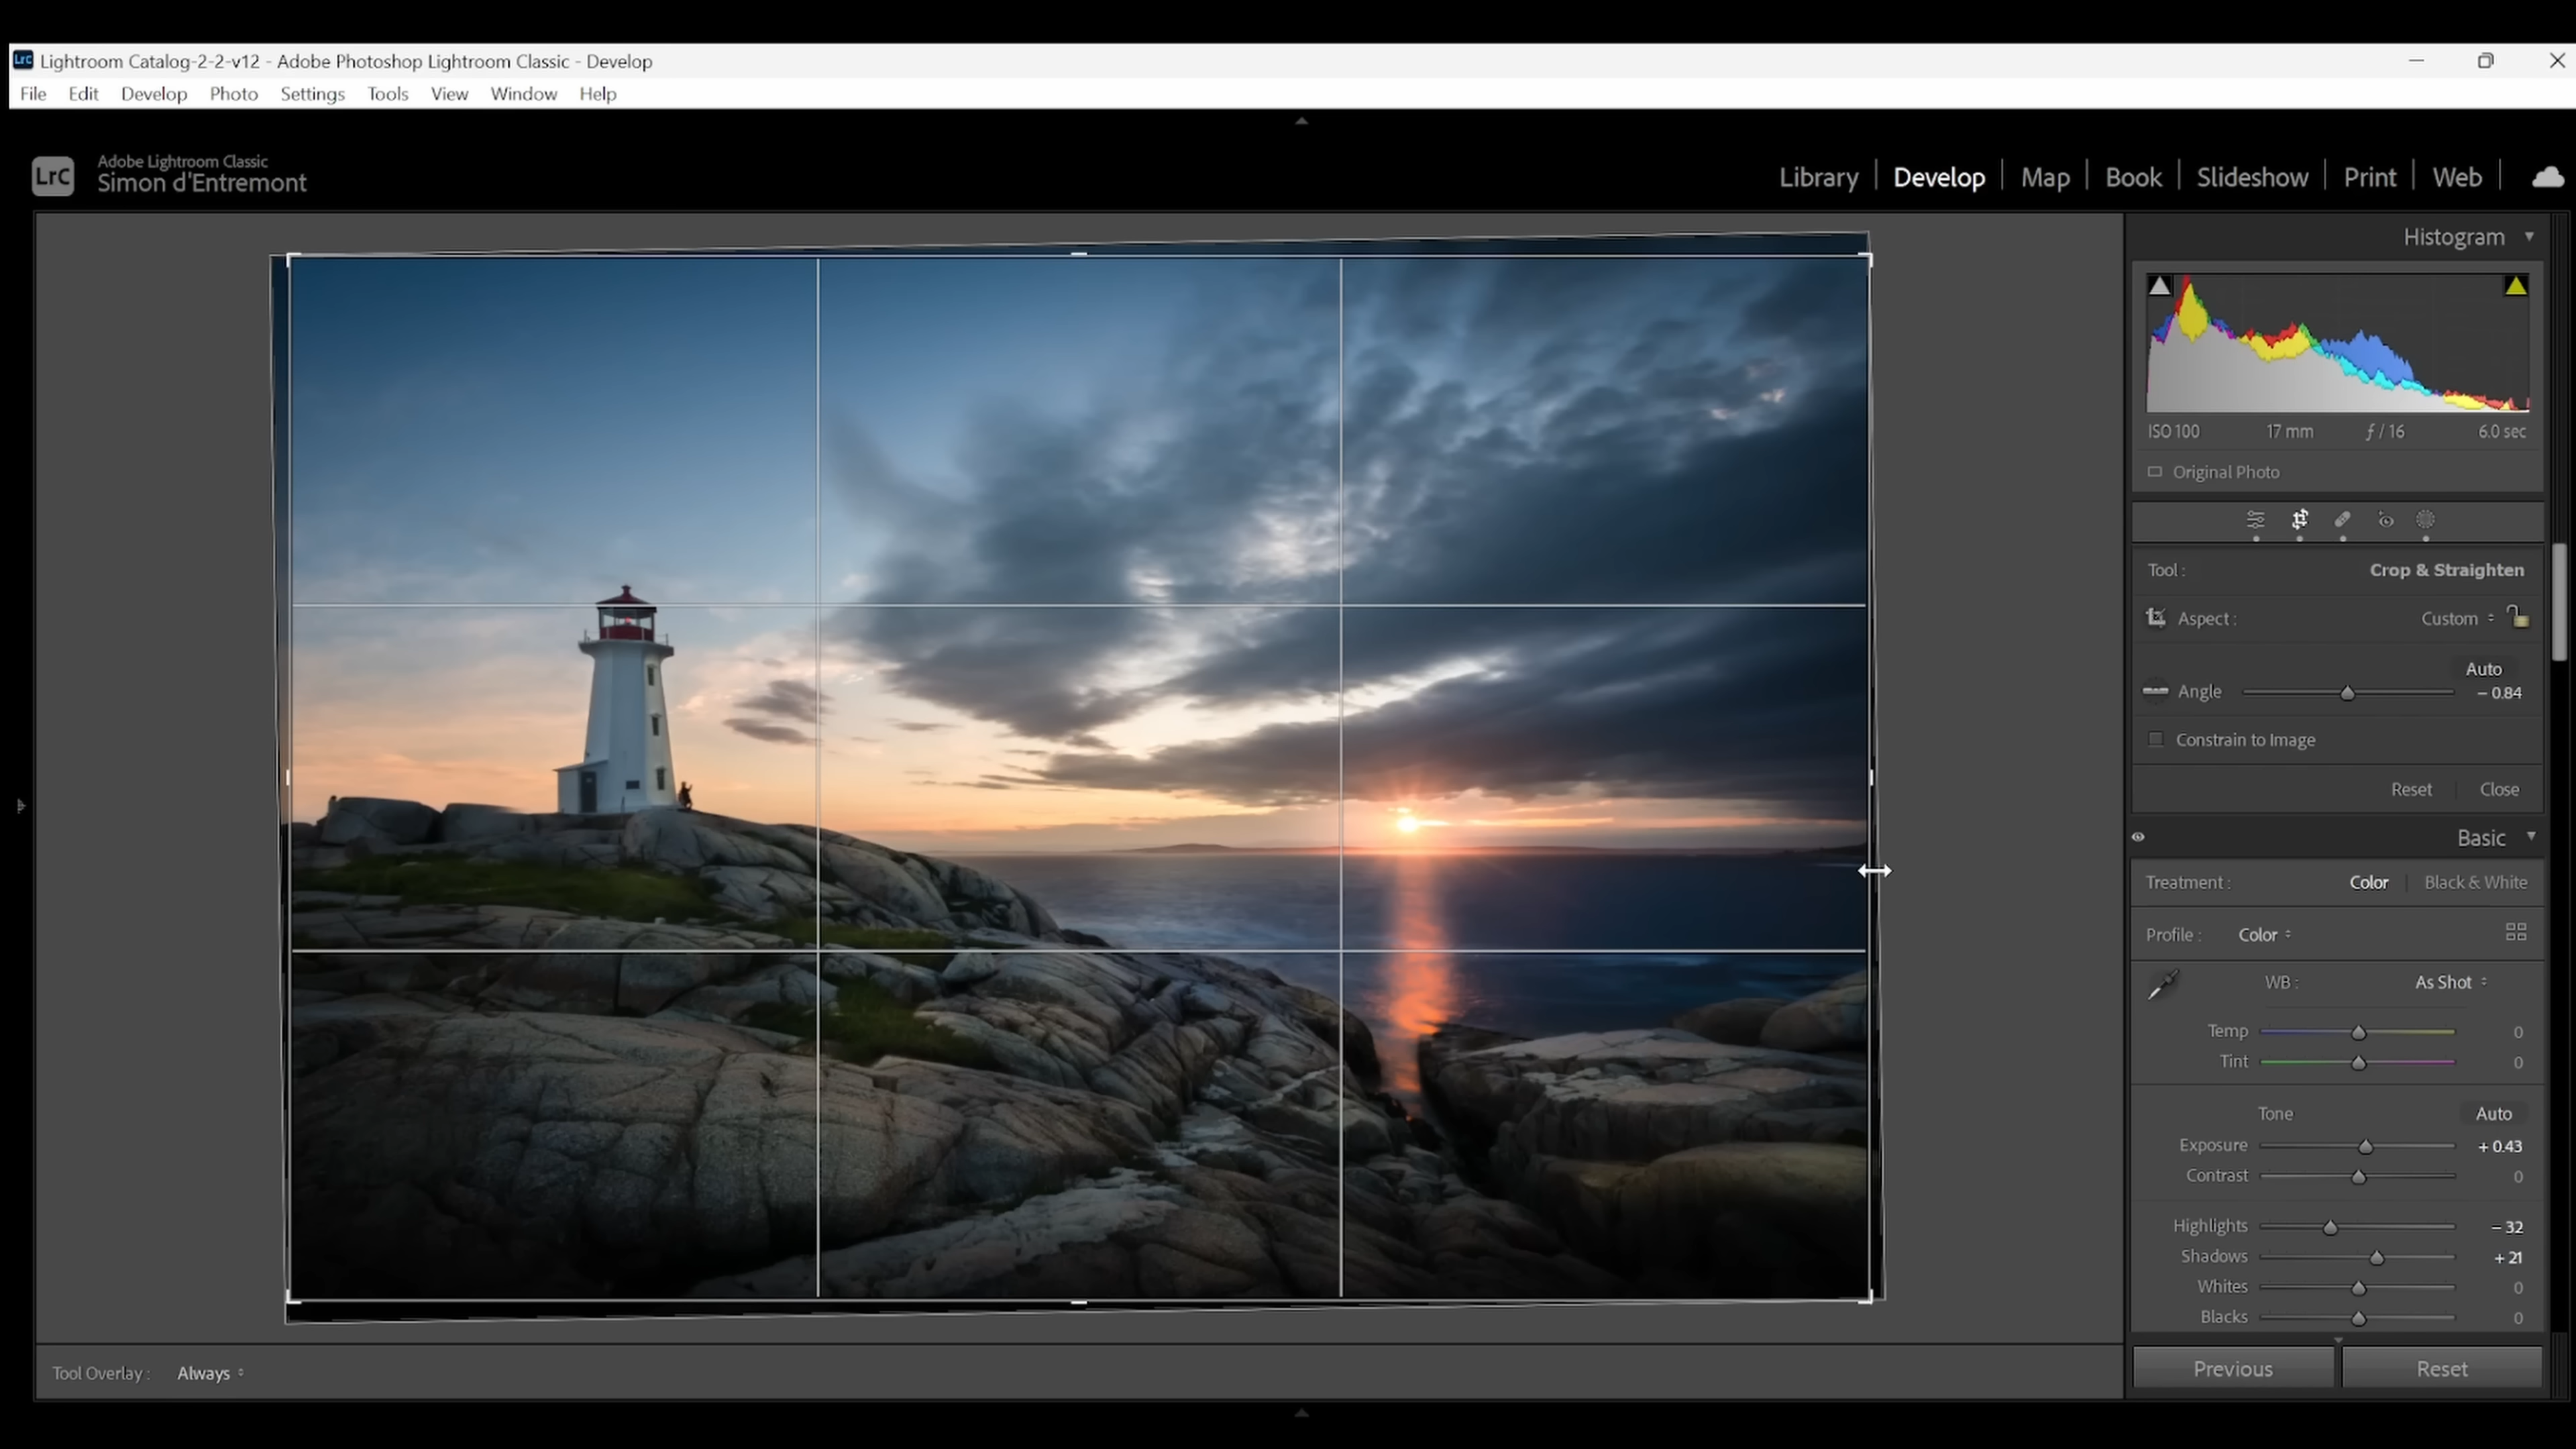 LrC Lightroom Catalog-2-2-v12 - Adobe Photoshop Lightroom Classic - Develop
File Edit Develop Photo Settings Tools View Window Help
LrC
Adobe Lightroom Classic
Simon d'Entremont
Library | Develop | Map | Book | Slideshow | Print | Web |
Histogram
ISO 100 17 mm ƒ / 16 6.0 sec
Original Photo
Tool : Crop & Straighten
Aspect : Custom
Auto
Angle - 0.84
Constrain to Image
Reset Close
Basic
Treatment : Color Black & White
Profile : Color
WB : As Shot
Temp 0
Tint 0
Tone Auto
Exposure + 0.43
Contrast 0
Highlights - 32
Shadows + 21
Whites 0
Blacks 0
Tool Overlay : Always
Previous Reset